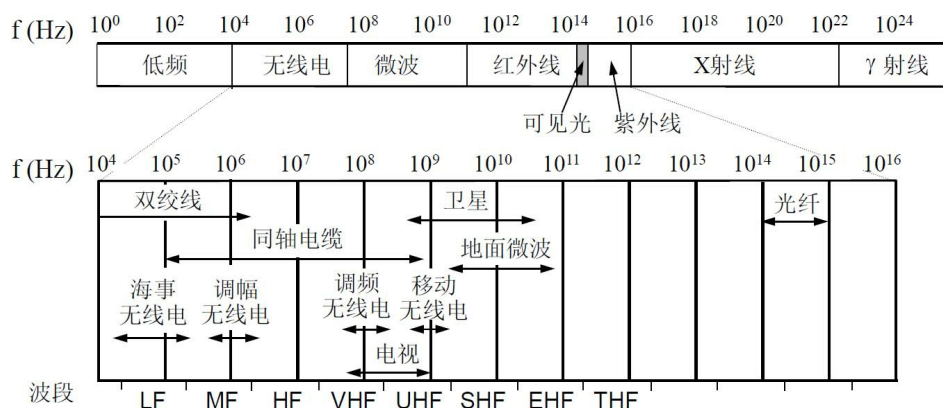 f (Hz) 10⁰ 10² 10⁴ 10⁶ 10⁸ 10¹⁰ 10¹² 10¹⁴ 10¹⁶ 10¹⁸ 10²⁰ 10²² 10²⁴
低频 无线电 微波 红外线 X射线 γ 射线
可见光 紫外线
f (Hz) 10⁴ 10⁵ 10⁶ 10⁷ 10⁸ 10⁹ 10¹⁰ 10¹¹ 10¹² 10¹³ 10¹⁴ 10¹⁵ 10¹⁶
双绞线 卫星 光纤
同轴电缆 地面微波
海事 调幅 调频 移动
无线电 无线电 无线电 无线电
电视
波段 LF MF HF VHF UHF SHF EHF THF